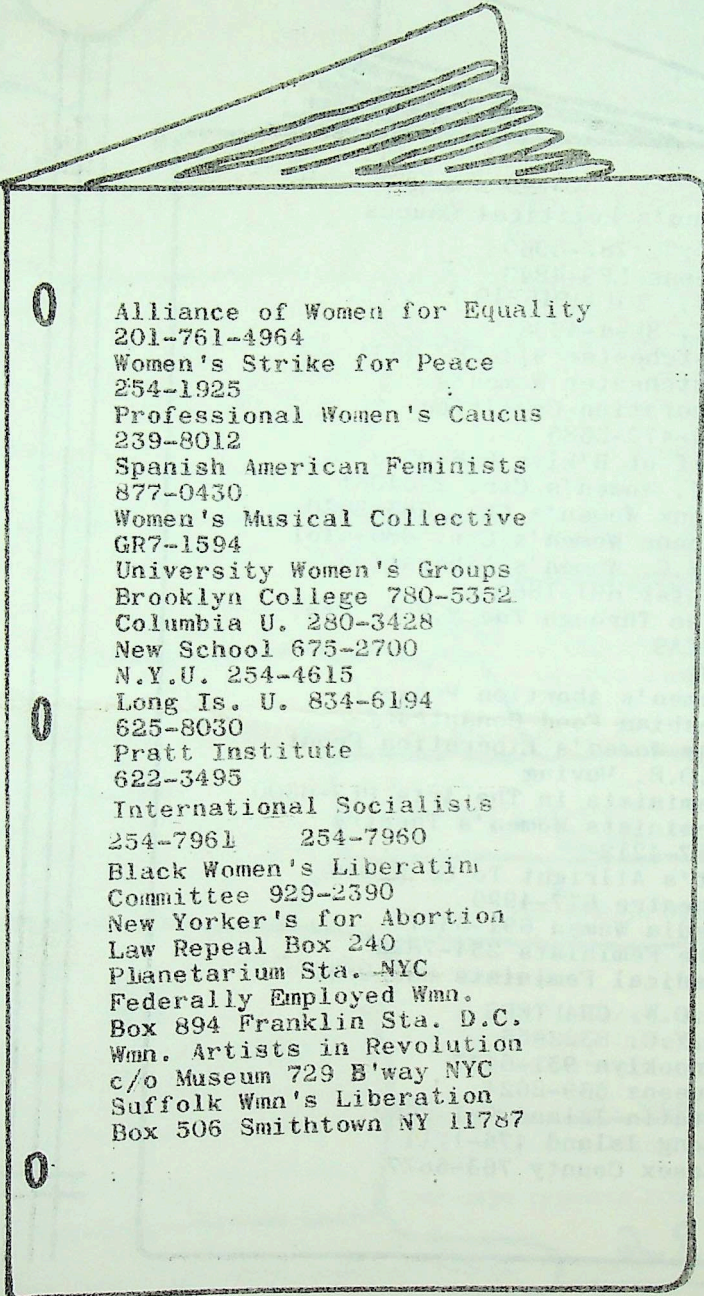 Alliance of Women for Equality
201-761-4964
Women's Strike for Peace
254-1925
Professional Women's Caucus
239-8012
Spanish American Feminists
877-0430
Women's Musical Collective
GR7-1594
University Women's Groups
Brooklyn College 780-5352
Columbia U. 280-3428
New School 675-2700
N.Y.U. 254-4615
Long Is. U. 834-6194
625-8030
Pratt Institute
622-3495
International Socialists
254-7961 254-7960
Black Women's Liberatin
Committee 929-2390
New Yorker's for Abortion
Law Repeal Box 240
Planetarium Sta. NYC
Federally Employed Wmn.
Box 894 Franklin Sta. D.C.
Wmn. Artists in Revolution
c/o Museum 729 B'way NYC
Suffolk Wmn's Liberation
Box 506 Smithtown NY 11787